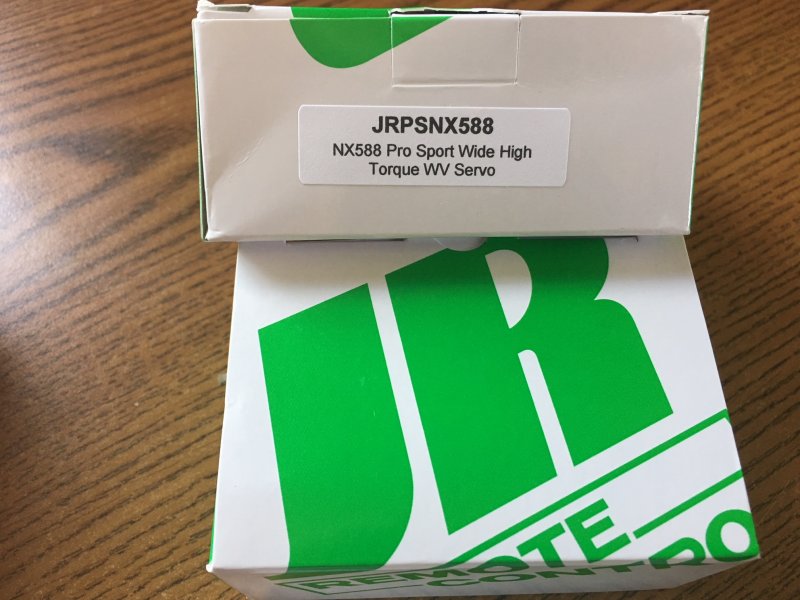 JRPSNX588
NX588 Pro Sport Wide High
Torque WV Servo
JR
REMOTE
CONTRO